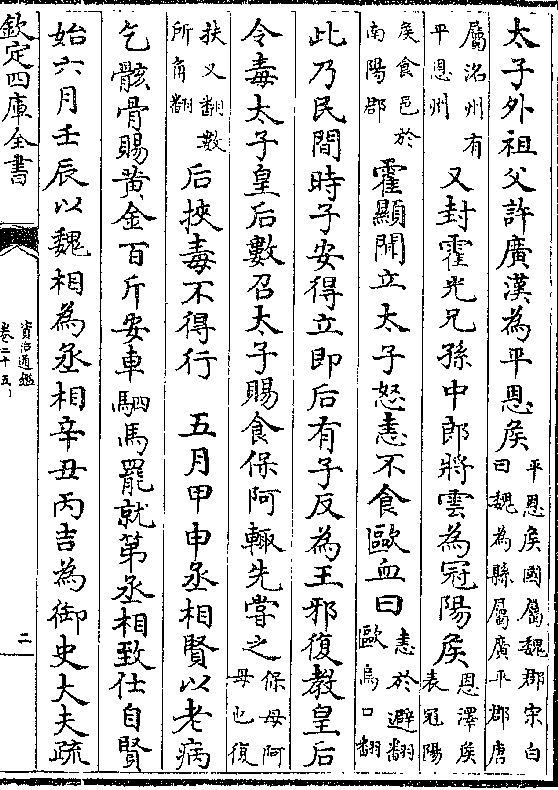 太子外祖父許廣漢為平恩矦平恩矦國屬魏郡宋白曰魏為縣屬廣平郡唐
屬洺州有平恩州又封霍光兄孫中郎將雲為冠陽矦恩澤矦表冠陽
矦食邑於南陽郡霍顯聞立太子怒恚不食歐血曰恚於避翻歐烏口翻
此乃民間時子安得立即后有子反為王邪復教皇后
令毒太子皇后數召太子賜食保阿輒先嘗之保母阿母也復
扶又翻數所角翻后挾毒不得行 五月甲申丞相賢以老病
乞骸骨賜黃金百斤安車駟馬罷就第丞相致仕自賢
始六月壬辰以魏相為丞相辛丑丙吉為御史大夫疏
欽定四庫全書
資治通鑑
卷二十五
二